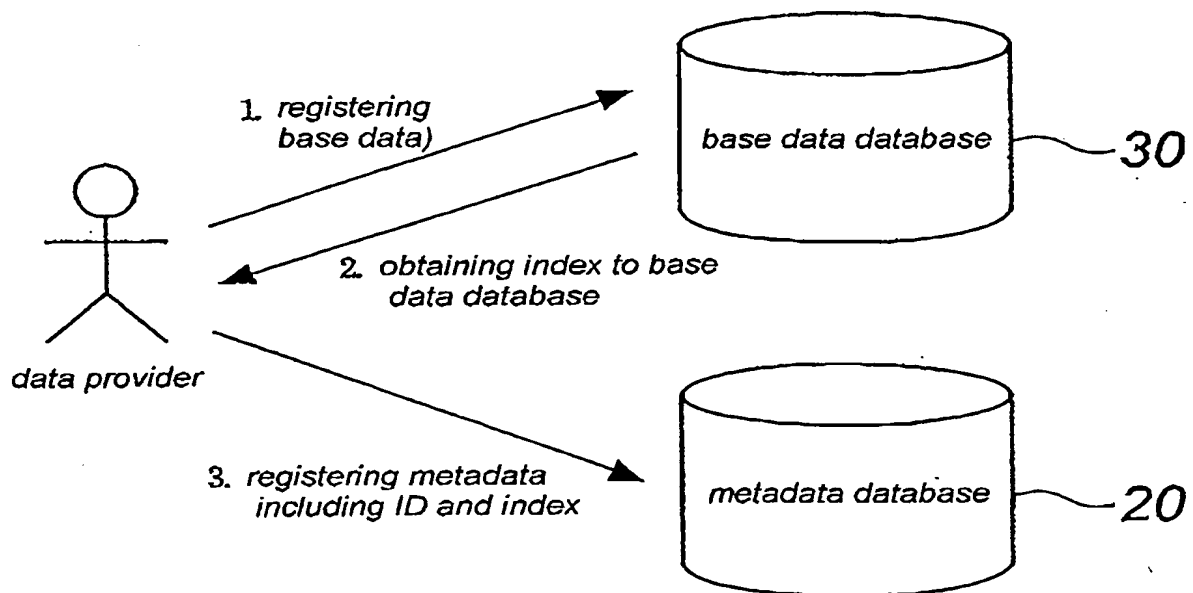 1. registering
base data)
base data database
30
2. obtaining index to base
data database
data provider
3. registering metadata
including ID and index
metadata database
20